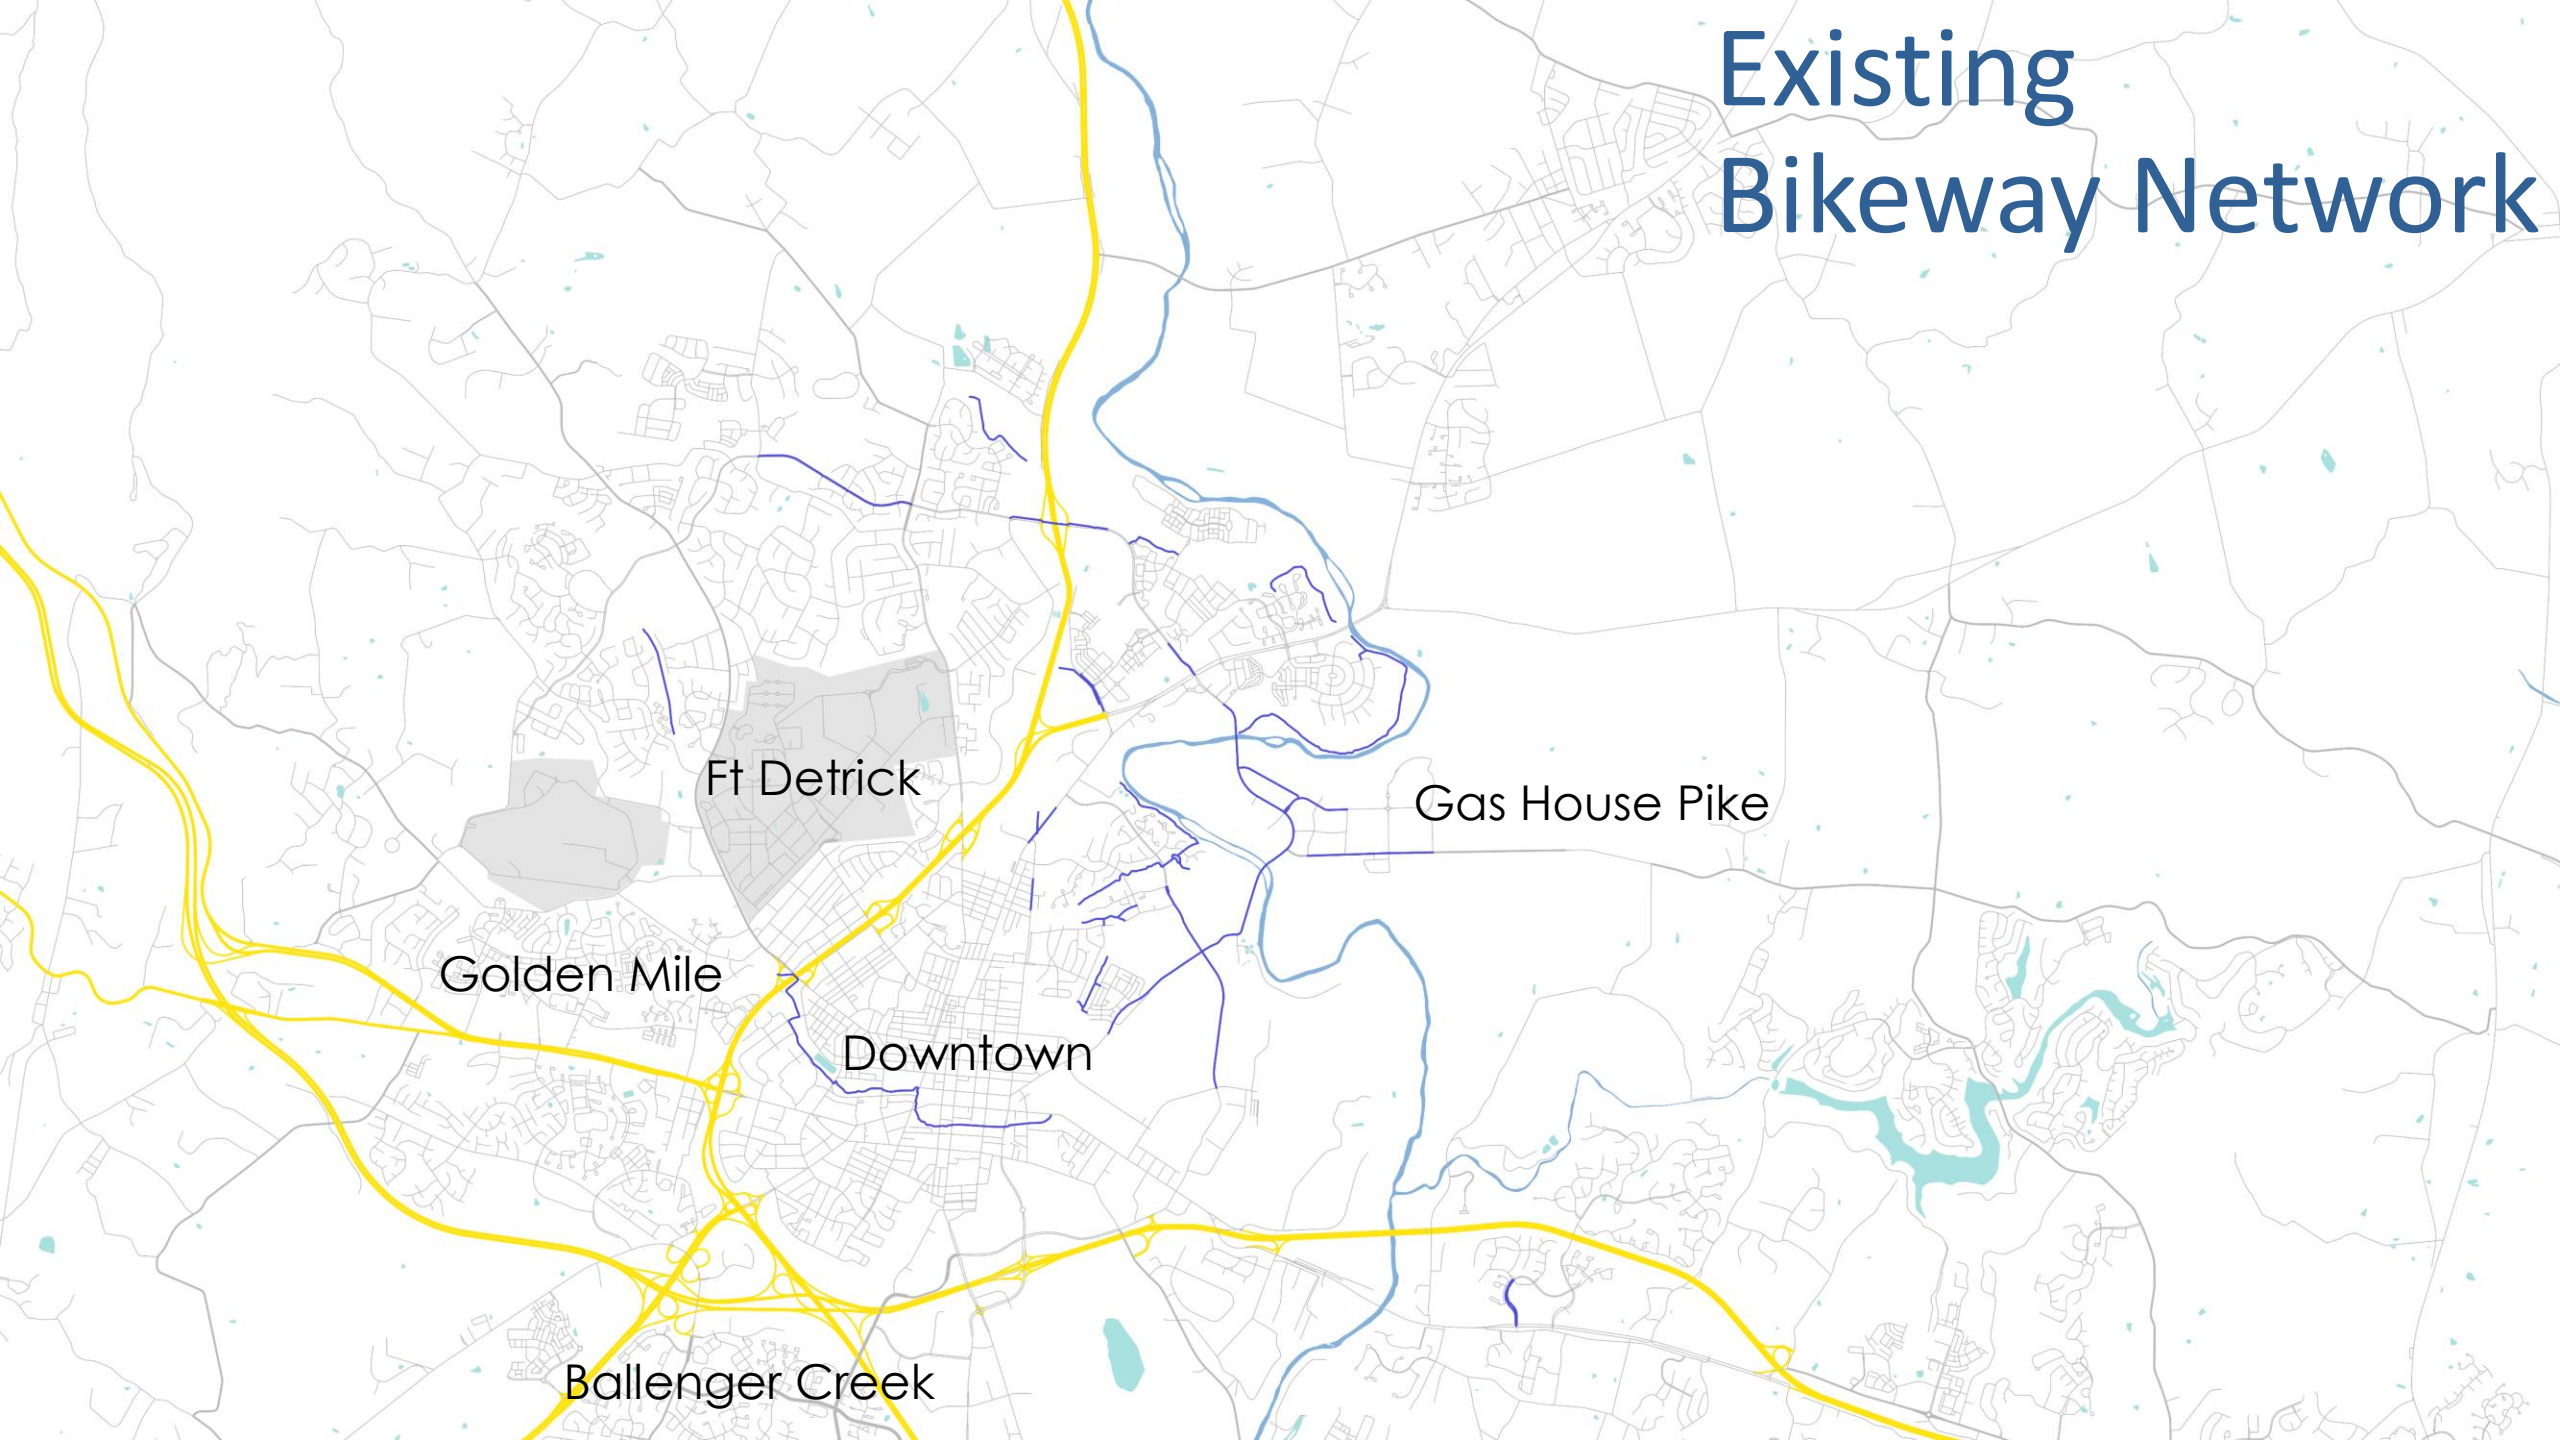 Existing
Bikeway Network
Ft Detrick
Gas House Pike
Golden Mile
Downtown
Ballenger Creek